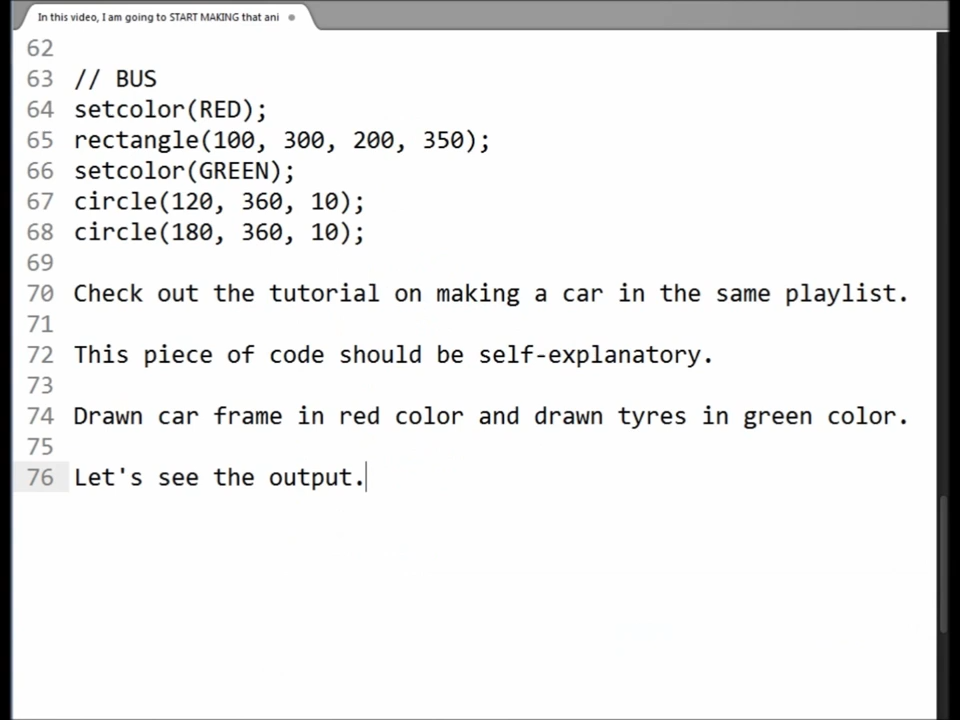 In this video, I am going to START MAKING that ani
62
63 // BUS
64 setcolor(RED);
65 rectangle(100, 300, 200, 350);
66 setcolor(GREEN);
67 circle(120, 360, 10);
68 circle(180, 360, 10);
69
70 Check out the tutorial on making a car in the same playlist.
71
72 This piece of code should be self-explanatory.
73
74 Drawn car frame in red color and drawn tyres in green color.
75
76 Let's see the output.